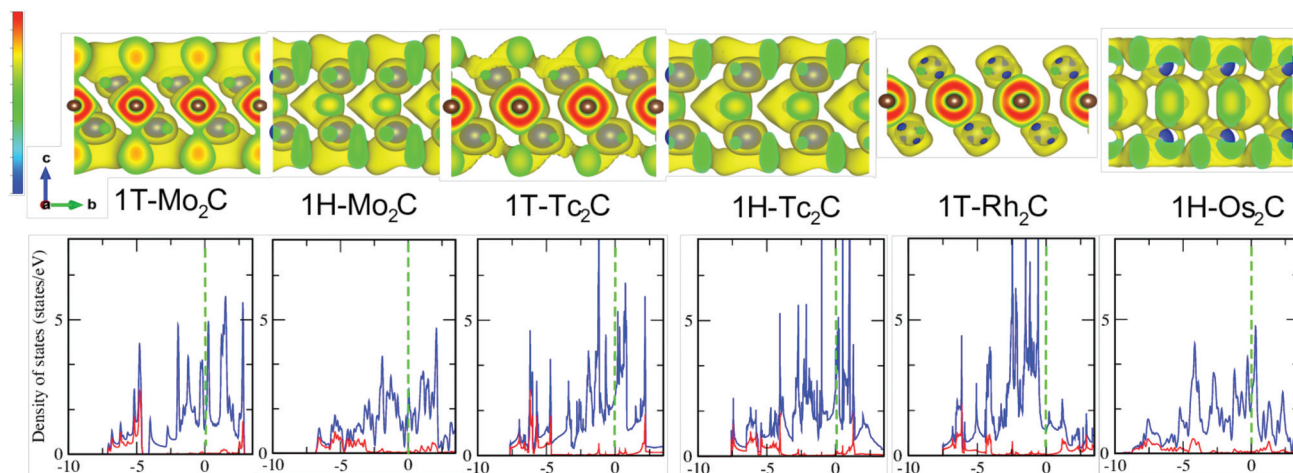 c
a b
1T-Mo₂C 1H-Mo₂C 1T-Tc₂C 1H-Tc₂C 1T-Rh₂C 1H-Os₂C
Density of states (states/eV)
5 5 5 5 5 5
0 0 0 0 0 0
-10 -5 0 -10 -5 0 -10 -5 0 -10 -5 0 -10 -5 0 -10 -5 0